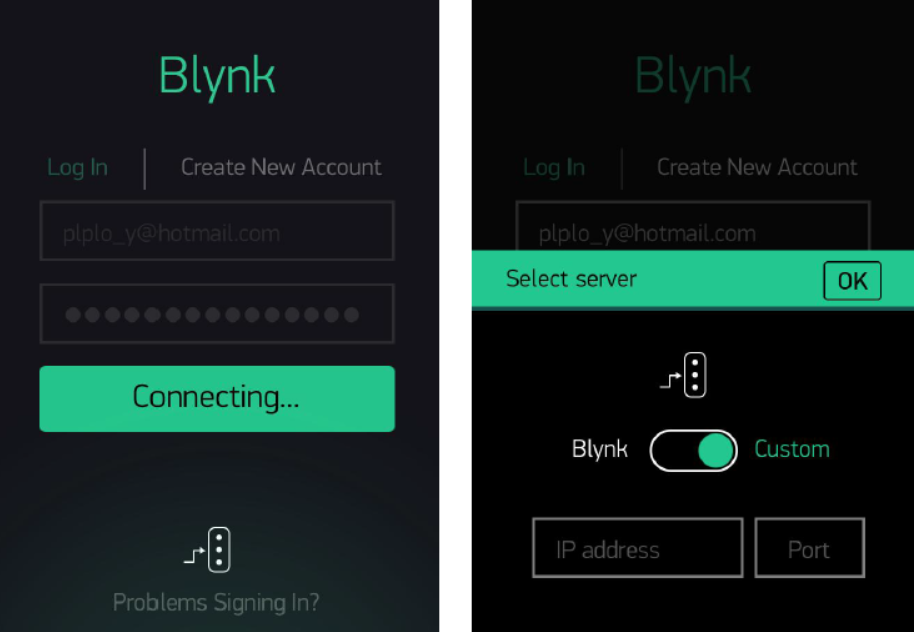 Blynk
Log In
Create New Account
plplo_y@hotmail.com
Connecting...
Problems Signing In?
Blynk
Log In
Create New Account
plplo_y@hotmail.com
Select server
OK
Blynk
Custom
IP address
Port